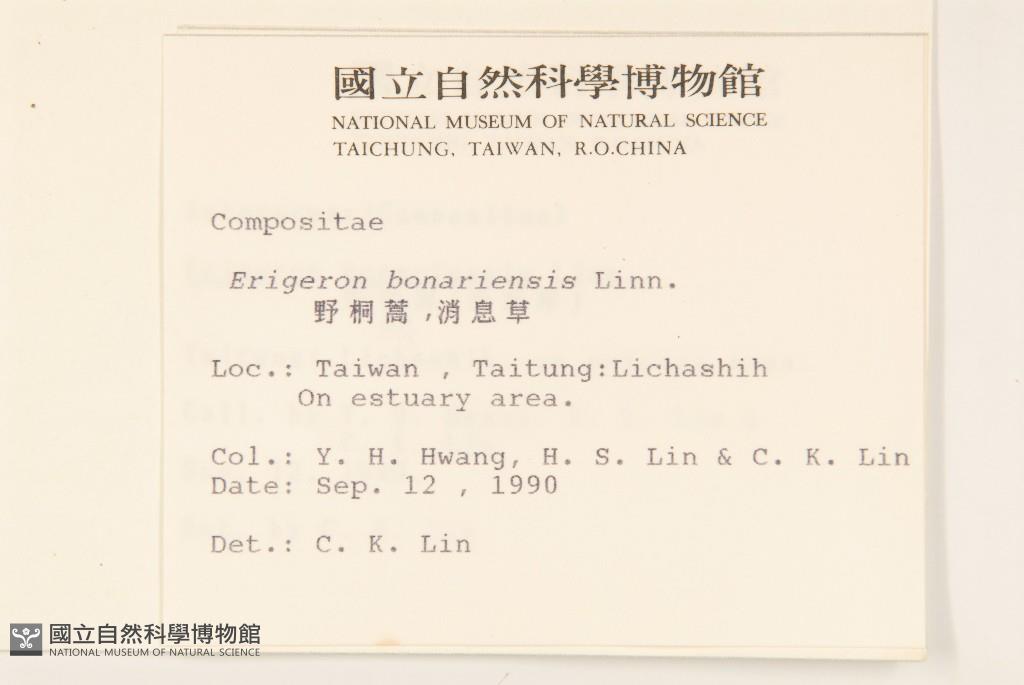 國立自然科學博物館
NATIONAL MUSEUM OF NATURAL SCIENCE
TAICHUNG, TAIWAN, R.O.CHINA
Compositae
Erigeron bonariensis Linn.
野桐蒿,消息草
Loc.: Taiwan , Taitung:Lichashih
On estuary area.
Col.: Y. H. Hwang, H. S. Lin & C. K. Lin
Date: Sep. 12 , 1990
Det.: C. K. Lin
國立自然科學博物館
NATIONAL MUSEUM OF NATURAL SCIENCE